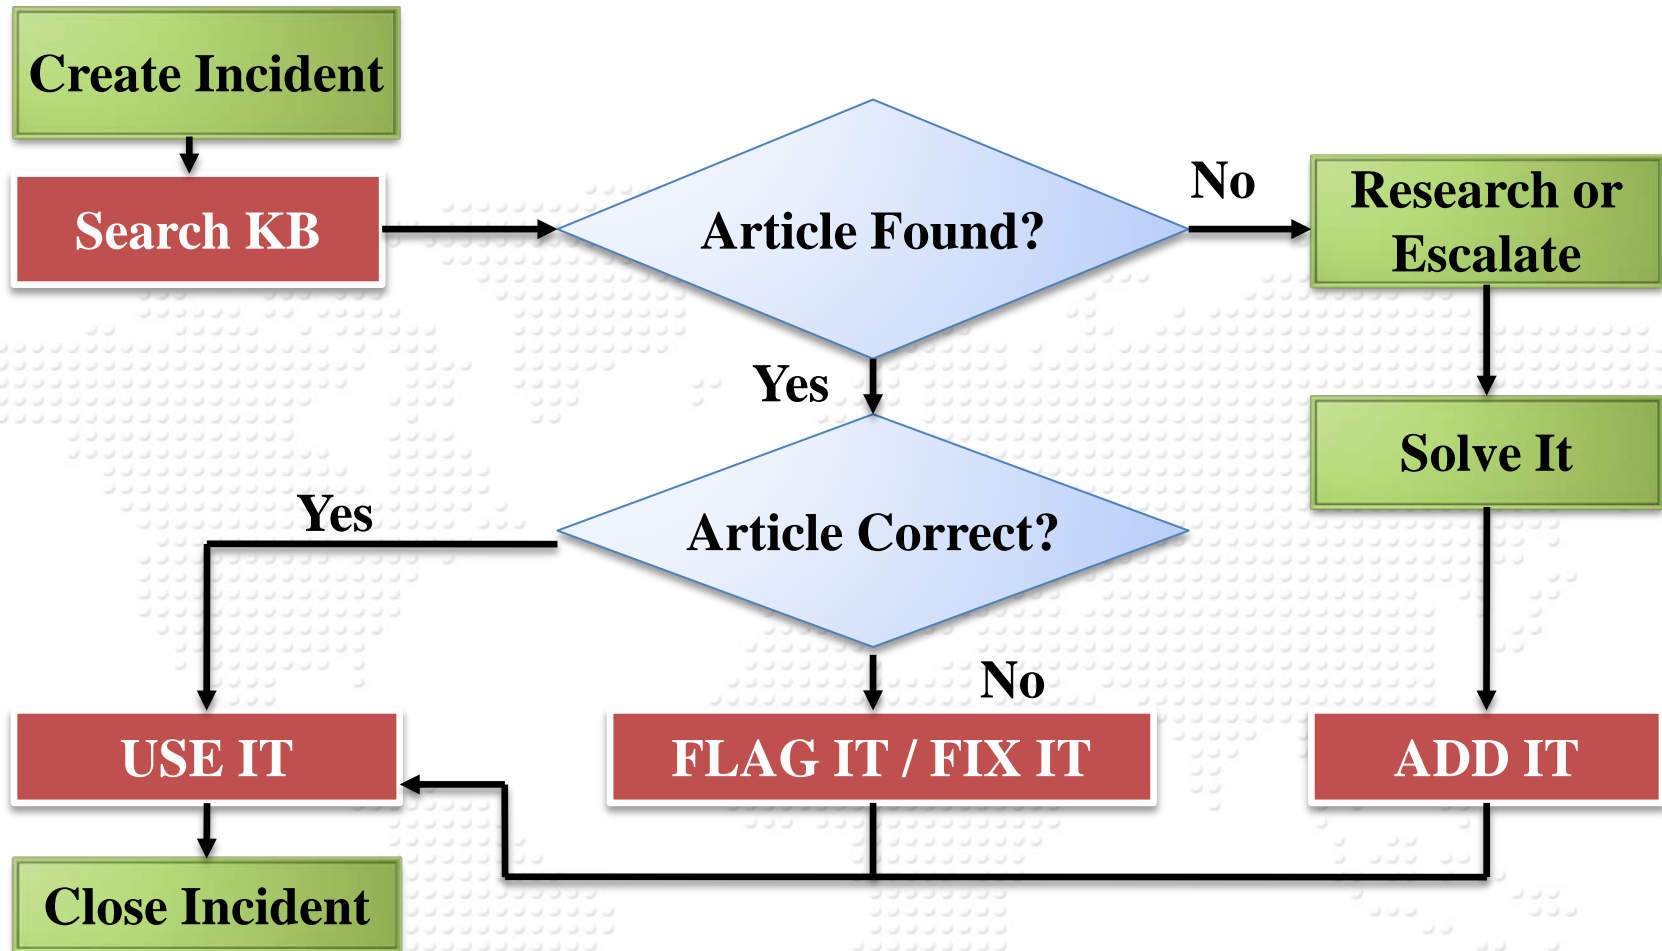 Create Incident
Search KB
Article Found?
No
Research or
Escalate
Yes
Solve It
Yes
Article Correct?
No
USE IT
FLAG IT / FIX IT
ADD IT
Close Incident